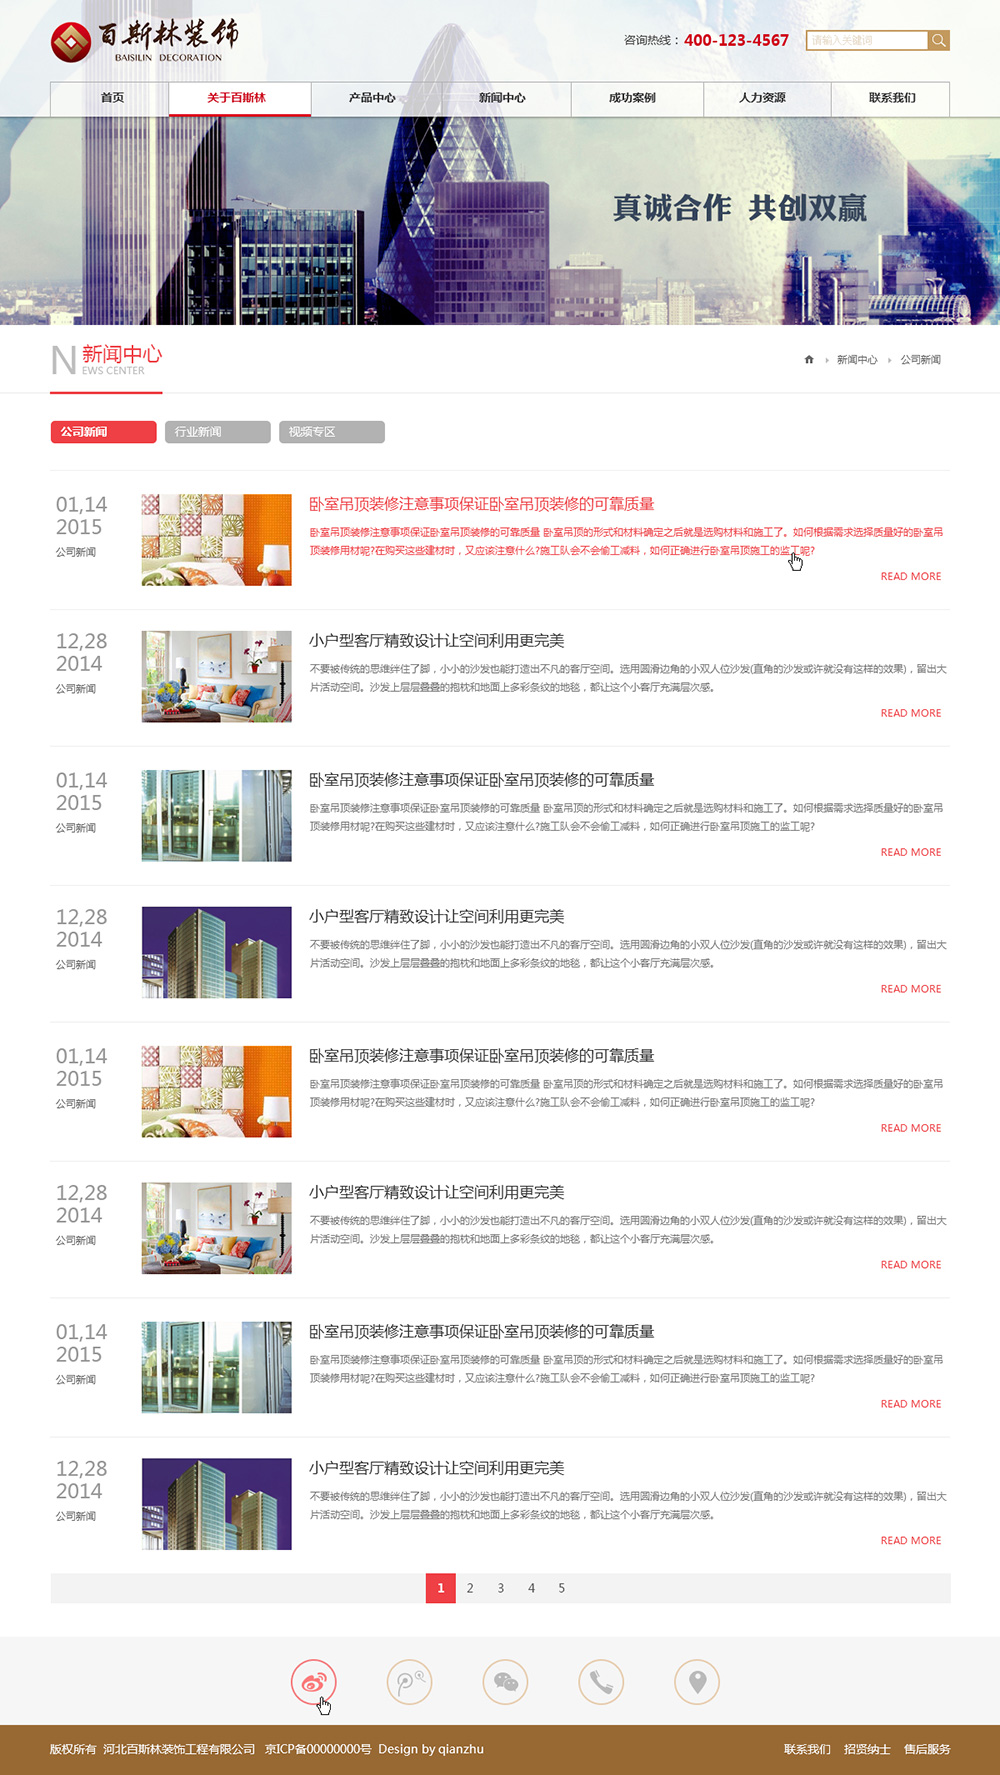 百斯林装饰
BAISILIN DECORATION
咨询热线：400-123-4567
请输入关键词
首页 关于百斯林 产品中心 新闻中心 成功案例 人力资源 联系我们
真诚合作 共创双赢
N 新闻中心
EWS CENTER
新闻中心 公司新闻
公司新闻 行业新闻 视频专区
01,14
2015
公司新闻
卧室吊顶装修注意事项保证卧室吊顶装修的可靠质量
卧室吊顶装修注意事项保证卧室吊顶装修的可靠质量 卧室吊顶的形式和材料确定之后就是选购材料和施工了。如何根据需求选择质量好的卧室吊
顶装修用材呢?在购买这些建材时，又应该注意什么?施工队会不会偷工减料，如何正确进行卧室吊顶施工的监工呢?
READ MORE
12,28
2014
公司新闻
小户型客厅精致设计让空间利用更完美
不要被传统的思维绊住了脚，小小的沙发也能打造出不凡的客厅空间。选用圆滑边角的小双人位沙发(直角的沙发或许就没有这样的效果)，留出大
片活动空间。沙发上层层叠叠的抱枕和地面上多彩条纹的地毯，都让这个小客厅充满层次感。
READ MORE
01,14
2015
公司新闻
卧室吊顶装修注意事项保证卧室吊顶装修的可靠质量
卧室吊顶装修注意事项保证卧室吊顶装修的可靠质量 卧室吊顶的形式和材料确定之后就是选购材料和施工了。如何根据需求选择质量好的卧室吊
顶装修用材呢?在购买这些建材时，又应该注意什么?施工队会不会偷工减料，如何正确进行卧室吊顶施工的监工呢?
READ MORE
12,28
2014
公司新闻
小户型客厅精致设计让空间利用更完美
不要被传统的思维绊住了脚，小小的沙发也能打造出不凡的客厅空间。选用圆滑边角的小双人位沙发(直角的沙发或许就没有这样的效果)，留出大
片活动空间。沙发上层层叠叠的抱枕和地面上多彩条纹的地毯，都让这个小客厅充满层次感。
READ MORE
01,14
2015
公司新闻
卧室吊顶装修注意事项保证卧室吊顶装修的可靠质量
卧室吊顶装修注意事项保证卧室吊顶装修的可靠质量 卧室吊顶的形式和材料确定之后就是选购材料和施工了。如何根据需求选择质量好的卧室吊
顶装修用材呢?在购买这些建材时，又应该注意什么?施工队会不会偷工减料，如何正确进行卧室吊顶施工的监工呢?
READ MORE
12,28
2014
公司新闻
小户型客厅精致设计让空间利用更完美
不要被传统的思维绊住了脚，小小的沙发也能打造出不凡的客厅空间。选用圆滑边角的小双人位沙发(直角的沙发或许就没有这样的效果)，留出大
片活动空间。沙发上层层叠叠的抱枕和地面上多彩条纹的地毯，都让这个小客厅充满层次感。
READ MORE
01,14
2015
公司新闻
卧室吊顶装修注意事项保证卧室吊顶装修的可靠质量
卧室吊顶装修注意事项保证卧室吊顶装修的可靠质量 卧室吊顶的形式和材料确定之后就是选购材料和施工了。如何根据需求选择质量好的卧室吊
顶装修用材呢?在购买这些建材时，又应该注意什么?施工队会不会偷工减料，如何正确进行卧室吊顶施工的监工呢?
READ MORE
12,28
2014
公司新闻
小户型客厅精致设计让空间利用更完美
不要被传统的思维绊住了脚，小小的沙发也能打造出不凡的客厅空间。选用圆滑边角的小双人位沙发(直角的沙发或许就没有这样的效果)，留出大
片活动空间。沙发上层层叠叠的抱枕和地面上多彩条纹的地毯，都让这个小客厅充满层次感。
READ MORE
1 2 3 4 5
版权所有 河北百斯林装饰工程有限公司 京ICP备00000000号 Design by qianzhu
联系我们 招贤纳士 售后服务